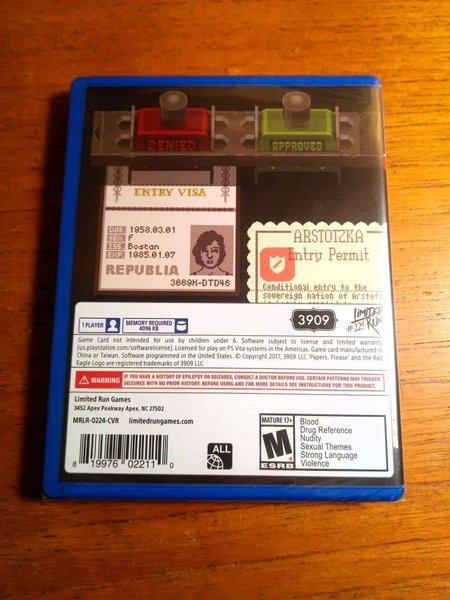 DENIED
APPROVED
ENTRY VISA
DOB. 1958.03.01
SEX. F
ISS. Bostan
EXP. 1985.01.07
REPUBLIA
3669K-DTD46
ARSTOTZKA
Entry Permit
Conditional entry to the
sovereign nation of Arstotz
3909
LIMITED
RUN
#224
1 PLAYER
MEMORY REQUIRED
4096 KB
Game Card not intended for use by children under 6. Software subject to license and limited warranty
(us.playstation.com/softwarelicense). Licensed for play on PS Vita systems in the Americas. Game card manufactured in
China or Taiwan. Software programmed in the United States. © Copyright 2017, 3909 LLC 'Papers, Please' and the Red
Eagle Logo are registered trademarks of 3909 LLC.
WARNING
IF YOU HAVE A HISTORY OF EPILEPSY OR SEIZURES, CONSULT A DOCTOR BEFORE USE. CERTAIN PATTERNS MAY TRIGGER
SEIZURES WITH NO PRIOR HISTORY. BEFORE USING AND FOR MORE DETAILS SEE INSTRUCTIONS FOR THIS PRODUCT.
Limited Run Games
3452 Apex Peakway Apex, NC 27502
MRLR-0224-CVR limitedrungames.com
8 19976 02211 0
ALL
MATURE 17+
M
ESRB
Blood
Drug Reference
Nudity
Sexual Themes
Strong Language
Violence